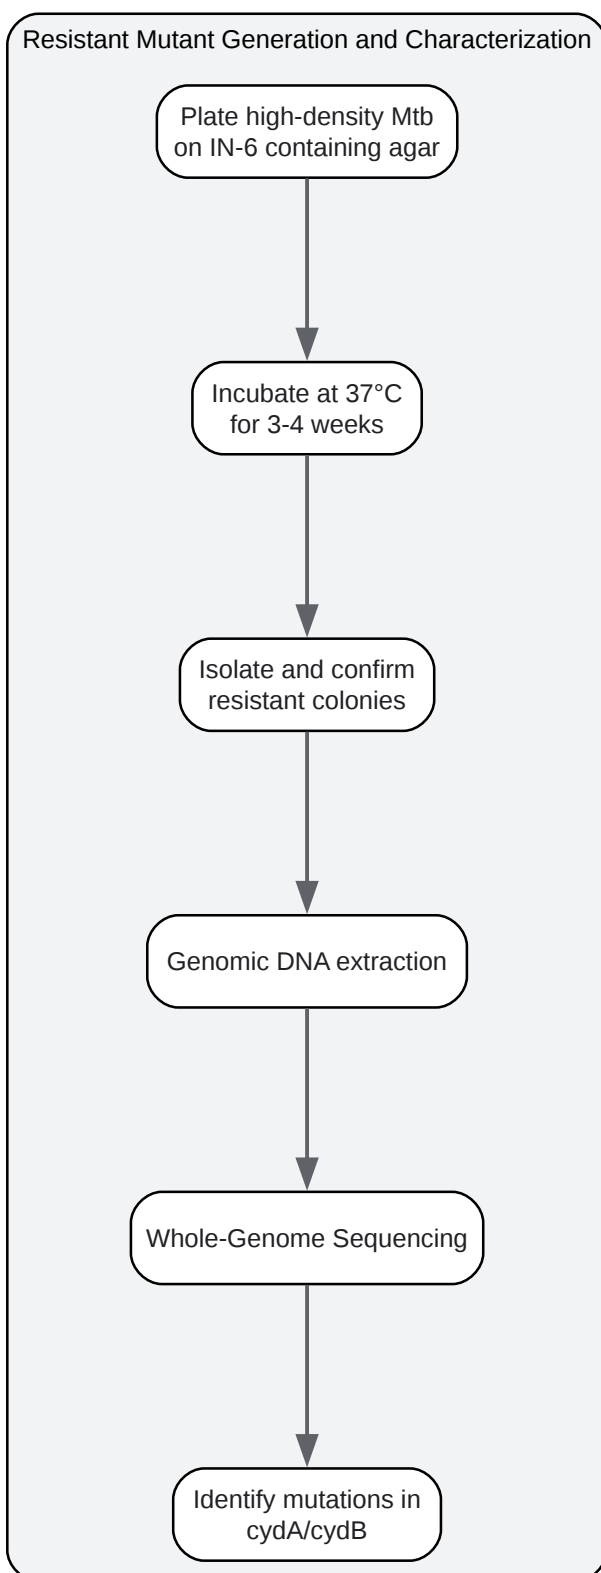 Resistant Mutant Generation and Characterization
Plate high-density Mtb
on IN-6 containing agar
Incubate at 37°C
for 3-4 weeks
Isolate and confirm
resistant colonies
Genomic DNA extraction
Whole-Genome Sequencing
Identify mutations in
cydA/cydB